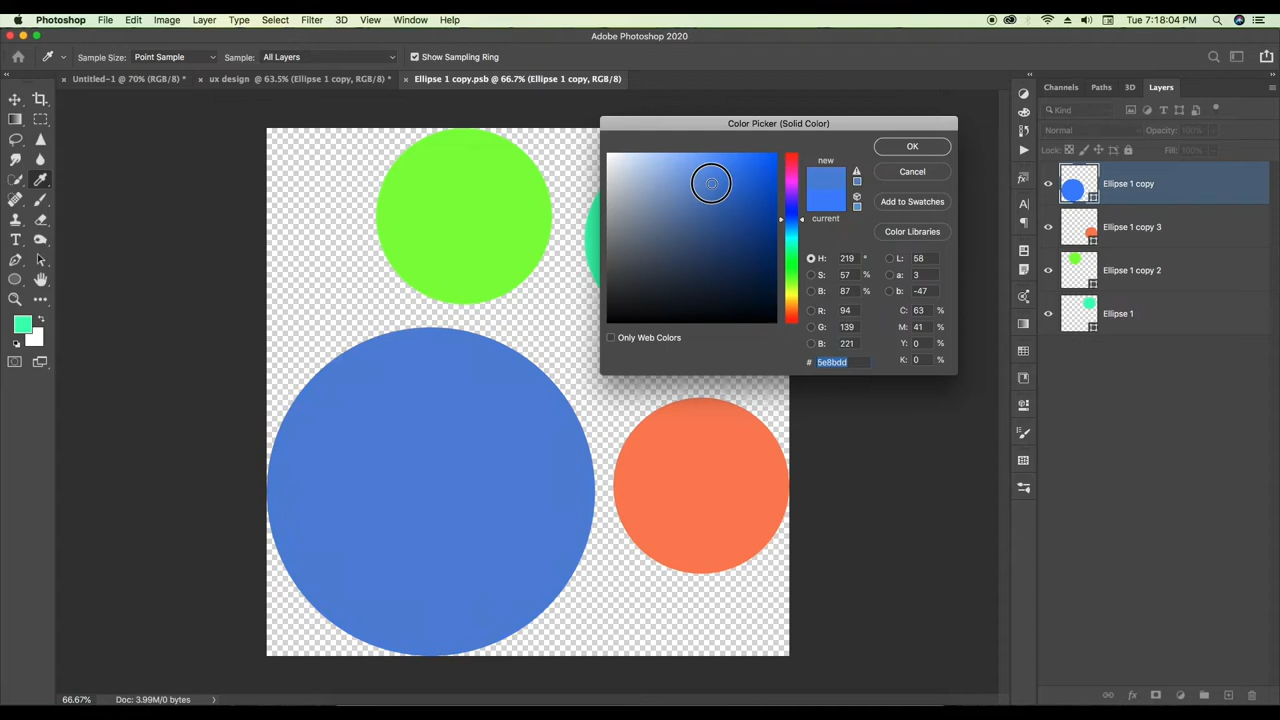 Photoshop File Edit Image Layer Type Select Filter 3D View Window Help Tue 7:18:04 PM
Adobe Photoshop 2020
Sample Size: Point Sample Sample: All Layers Show Sampling Ring
Untitled-1 @ 70% (RGB/8) * ux design @ 63.5% (Ellipse 1 copy, RGB/8) * Ellipse 1 copy.psb @ 66.7% (Ellipse 1 copy, RGB/8)
Channels Paths 3D Layers
Kind
Normal Opacity: 100%
Lock: Fill: 100%
Ellipse 1 copy
Ellipse 1 copy 3
Ellipse 1 copy 2
Ellipse 1
Color Picker (Solid Color)
new
current
OK
Cancel
Add to Swatches
Color Libraries
H: 219 ° L: 58
S: 57 % a: 3
B: 87 % b: -47
R: 94 C: 63 %
G: 139 M: 41 %
B: 221 Y: 0 %
# 5e8bdd K: 0 %
Only Web Colors
66.67% Doc: 3.99M/0 bytes